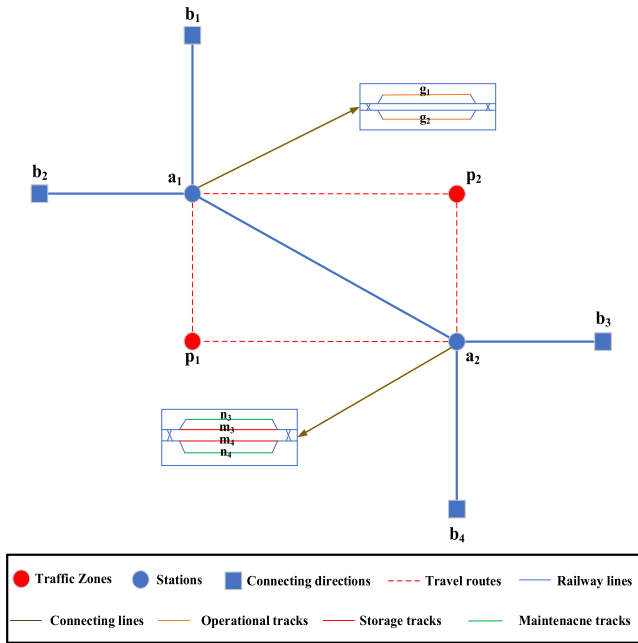 b₁
g₁
g₂
b₂
a₁
p₂
b₃
p₁
a₂
n₃
m₃
m₄
n₄
b₄
Traffic Zones Stations Connecting directions Travel routes Railway lines
Connecting lines Operational tracks Storage tracks Maintenacne tracks